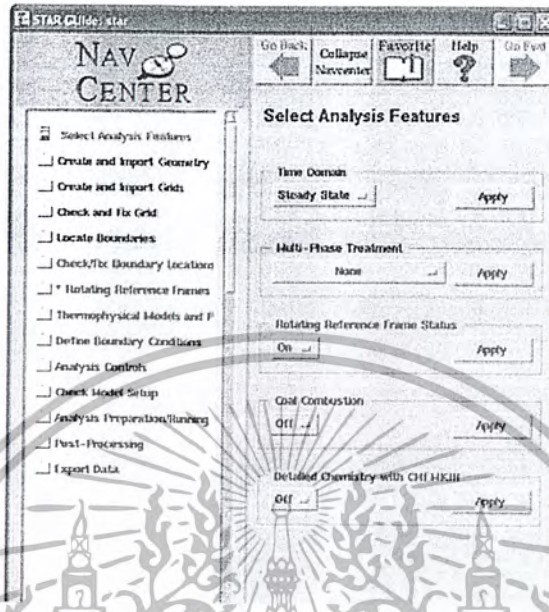 STAR GUIde: star
NAV
CENTER
Go Back
Collapse
Navcenter
Favorite
Help
Go Fwd
Select Analysis Features
Create and Import Geometry
Create and Import Grids
Check and Fix Grid
Locate Boundaries
Check/Fix Boundary Locations
* Rotating Reference Frames
Thermophysical Models and P
Define Boundary Conditions
Analysis Controls
Check Model Setup
Analysis Preparation/Running
Post-Processing
Export Data
Select Analysis Features
Time Domain
Steady State
Apply
Multi-Phase Treatment
None
Apply
Rotating Reference Frame Status
On
Apply
Coal Combustion
Off
Apply
Detailed Chemistry with CHEMKIN
Off
Apply